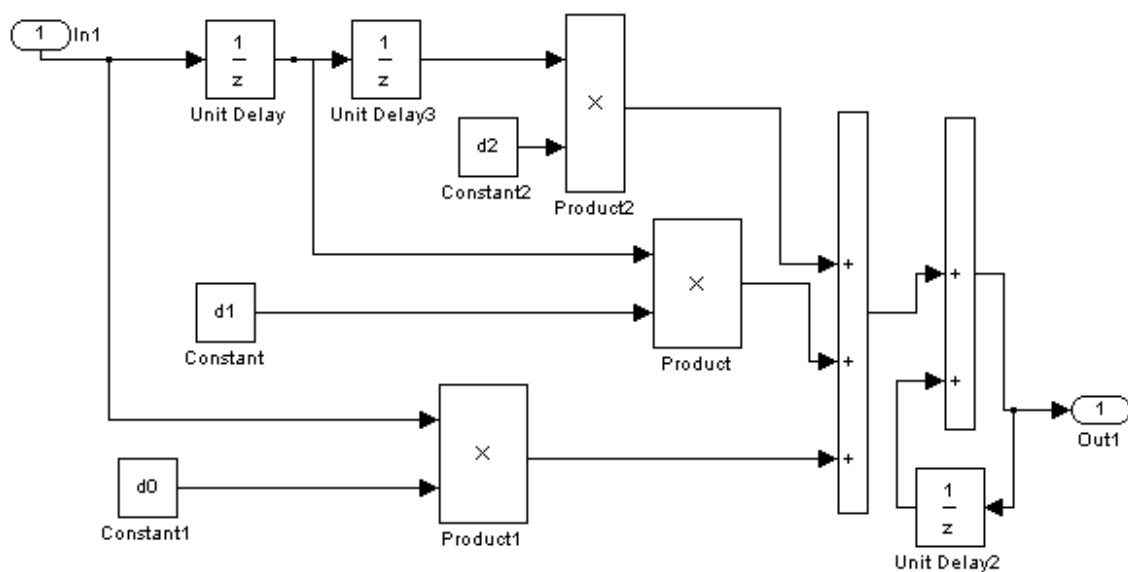 1
In1
1
z
Unit Delay
1
z
Unit Delay3
×
Product2
d2
Constant2
×
Product
d1
Constant
×
Product1
d0
Constant1
+
+
+
+
+
1
Out1
1
z
Unit Delay2